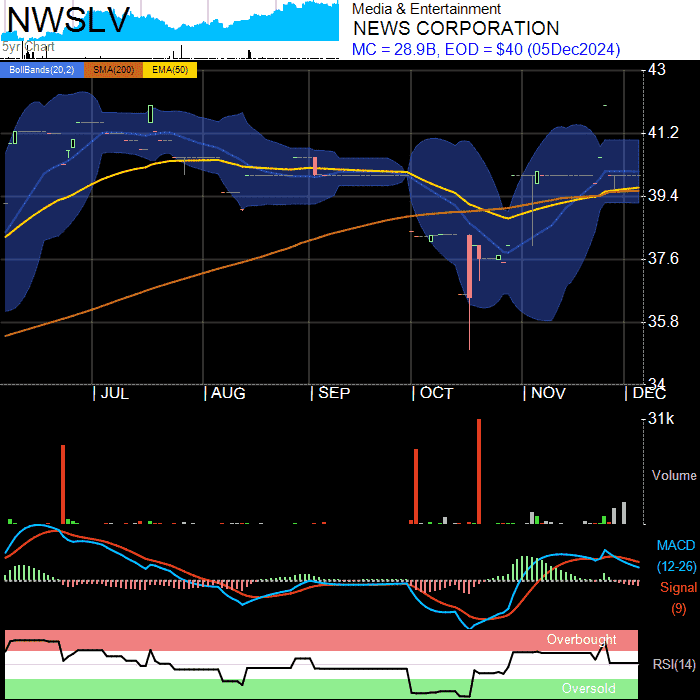 NWSLV
5yr Chart
Media & Entertainment
NEWS CORPORATION
MC = 28.9B, EOD = $40 (05Dec2024)
BollBands(20,2) SMA(200) EMA(50)
43
41.2
39.4
37.6
35.8
34
JUL AUG SEP OCT NOV DEC
31k
Volume
MACD
(12-26)
Signal
(9)
Overbought
RSI(14)
Oversold